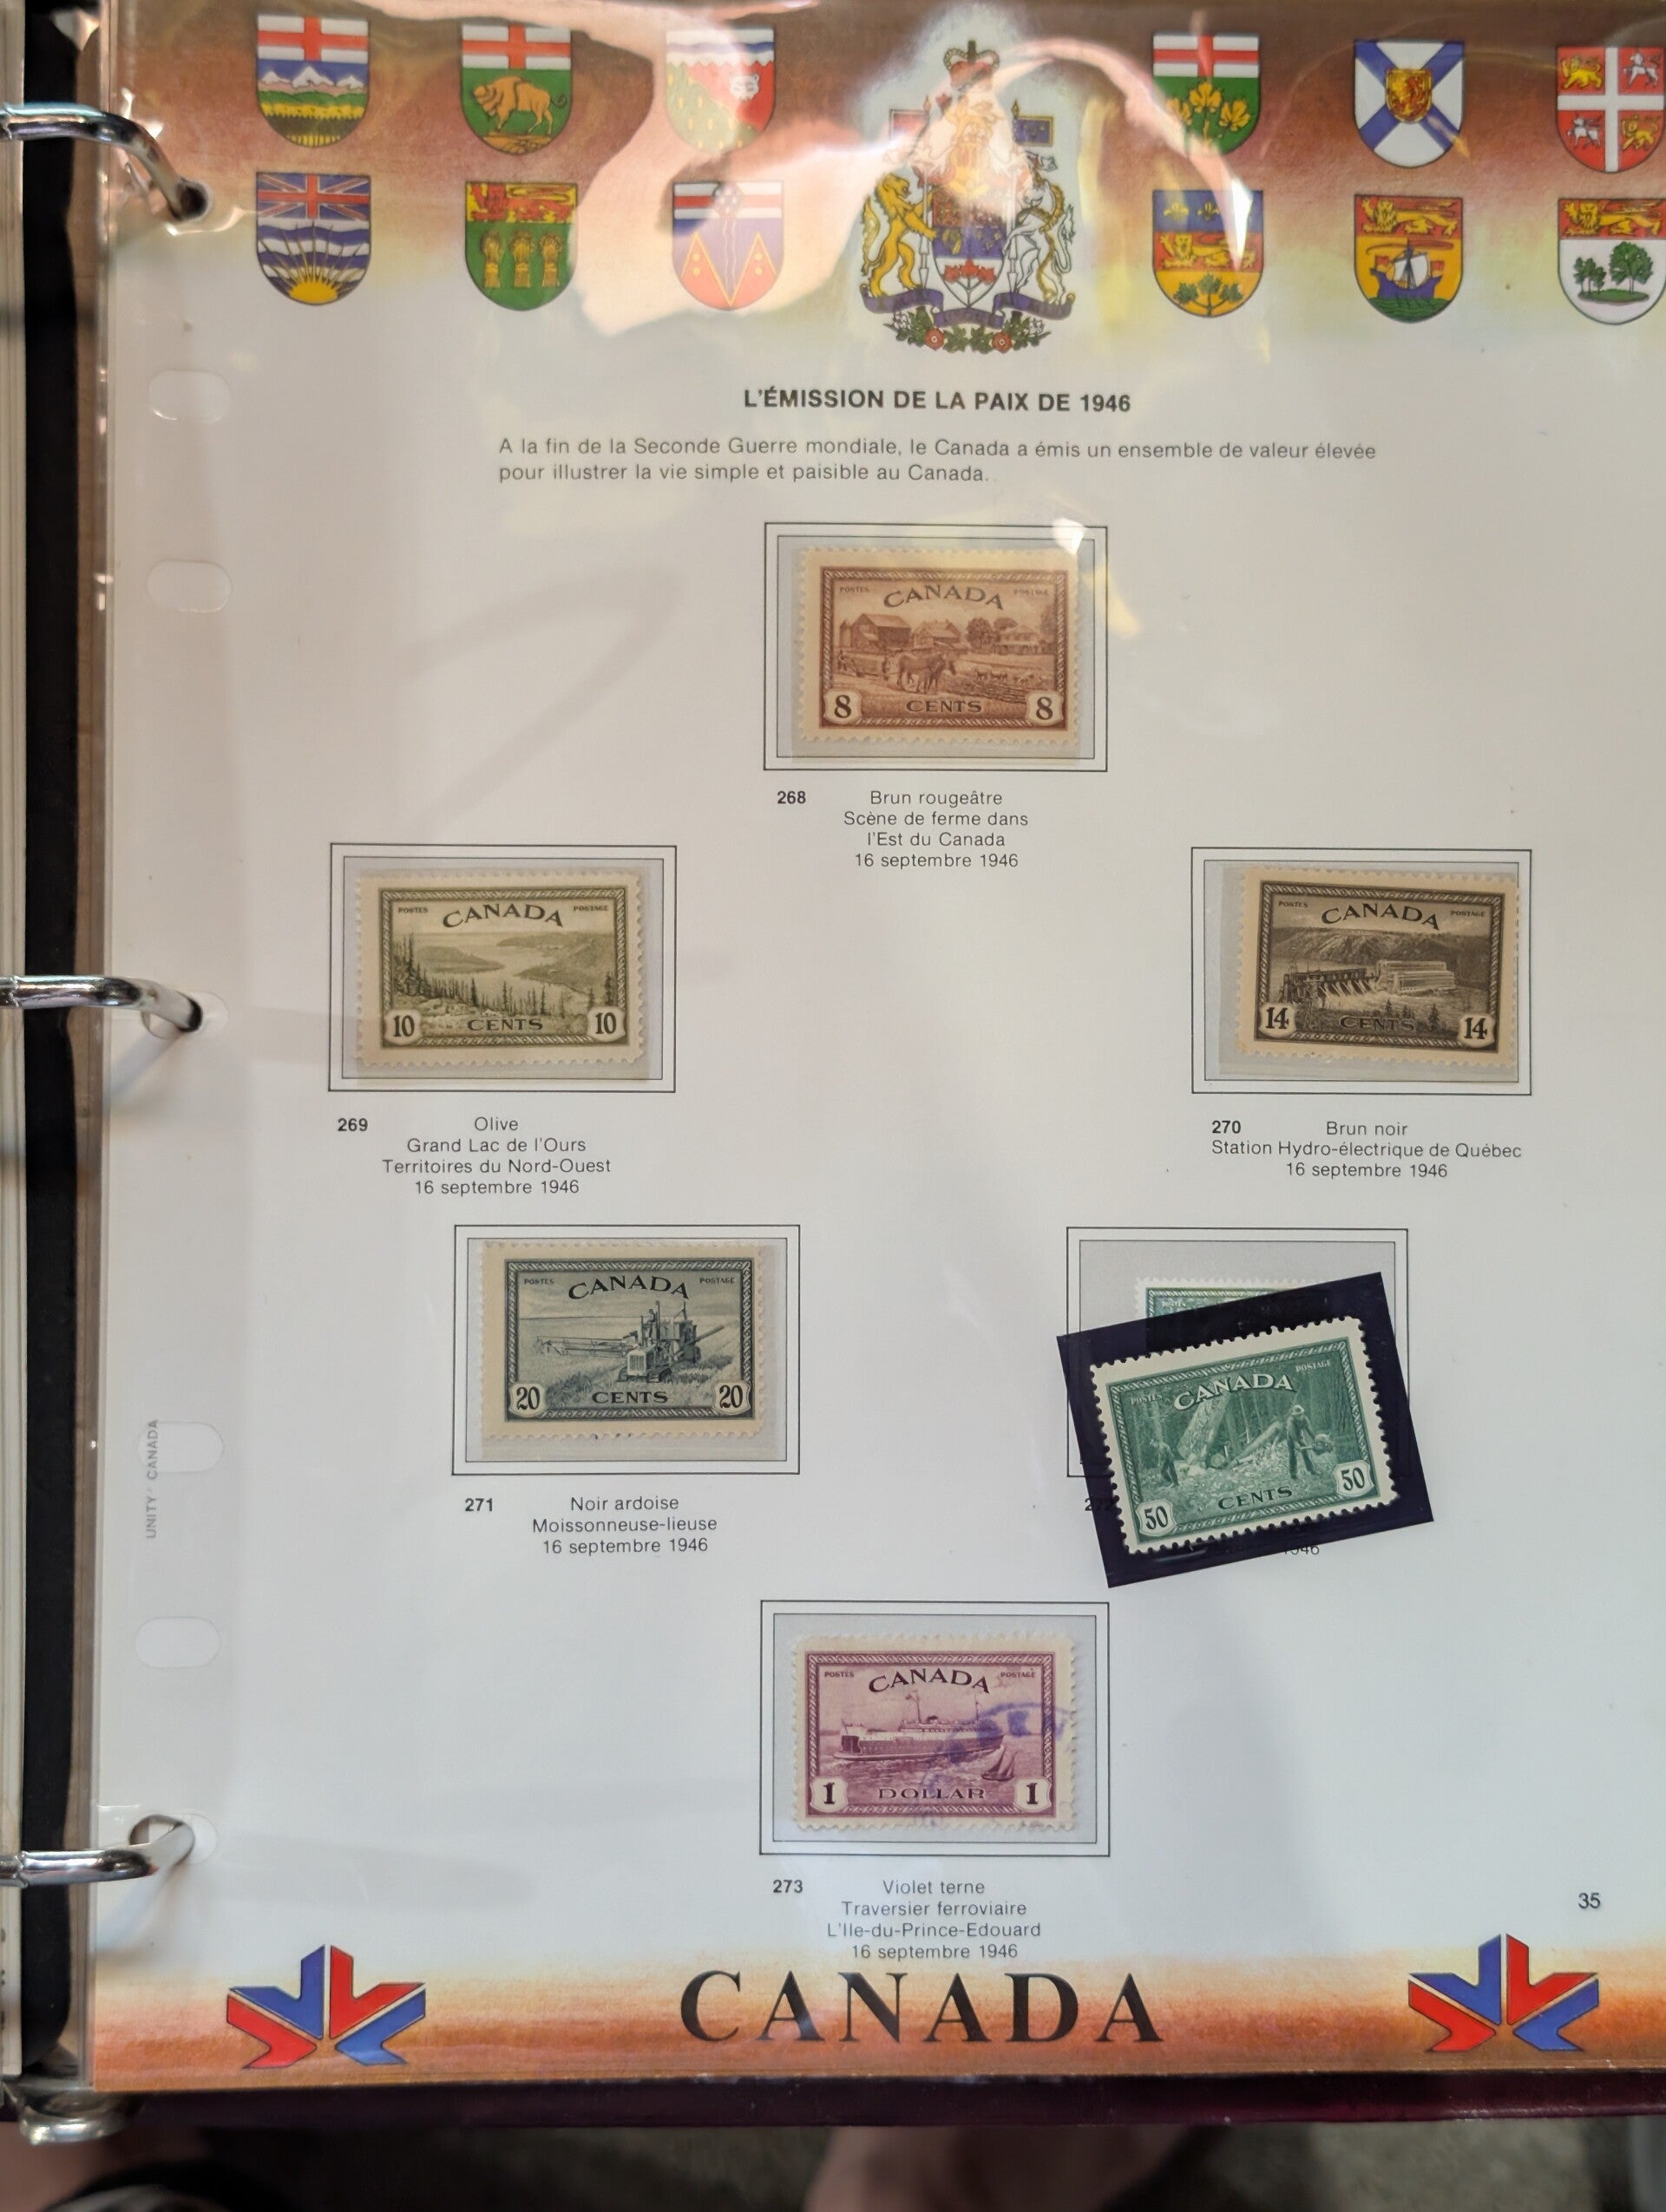 L'ÉMISSION DE LA PAIX DE 1946
A la fin de la Seconde Guerre mondiale, le Canada a émis un ensemble de valeur élevée
pour illustrer la vie simple et paisible au Canada.
POSTES CANADA POSTAGE
8 CENTS 8
268 Brun rougeâtre
Scène de ferme dans
l'Est du Canada
16 septembre 1946
POSTES CANADA POSTAGE
10 CENTS 10
269 Olive
Grand Lac de l'Ours
Territoires du Nord-Ouest
16 septembre 1946
POSTES CANADA POSTAGE
14 CENTS 14
270 Brun noir
Station Hydro-électrique de Québec
16 septembre 1946
POSTES CANADA POSTAGE
20 CENTS 20
271 Noir ardoise
Moissonneuse-lieuse
16 septembre 1946
POSTES CANADA POSTAGE
50 CENTS 50
POSTES CANADA POSTAGE
1 DOLLAR 1
273 Violet terne
Traversier ferroviaire
L'Ile-du-Prince-Edouard
16 septembre 1946
UNITY CANADA
35
CANADA